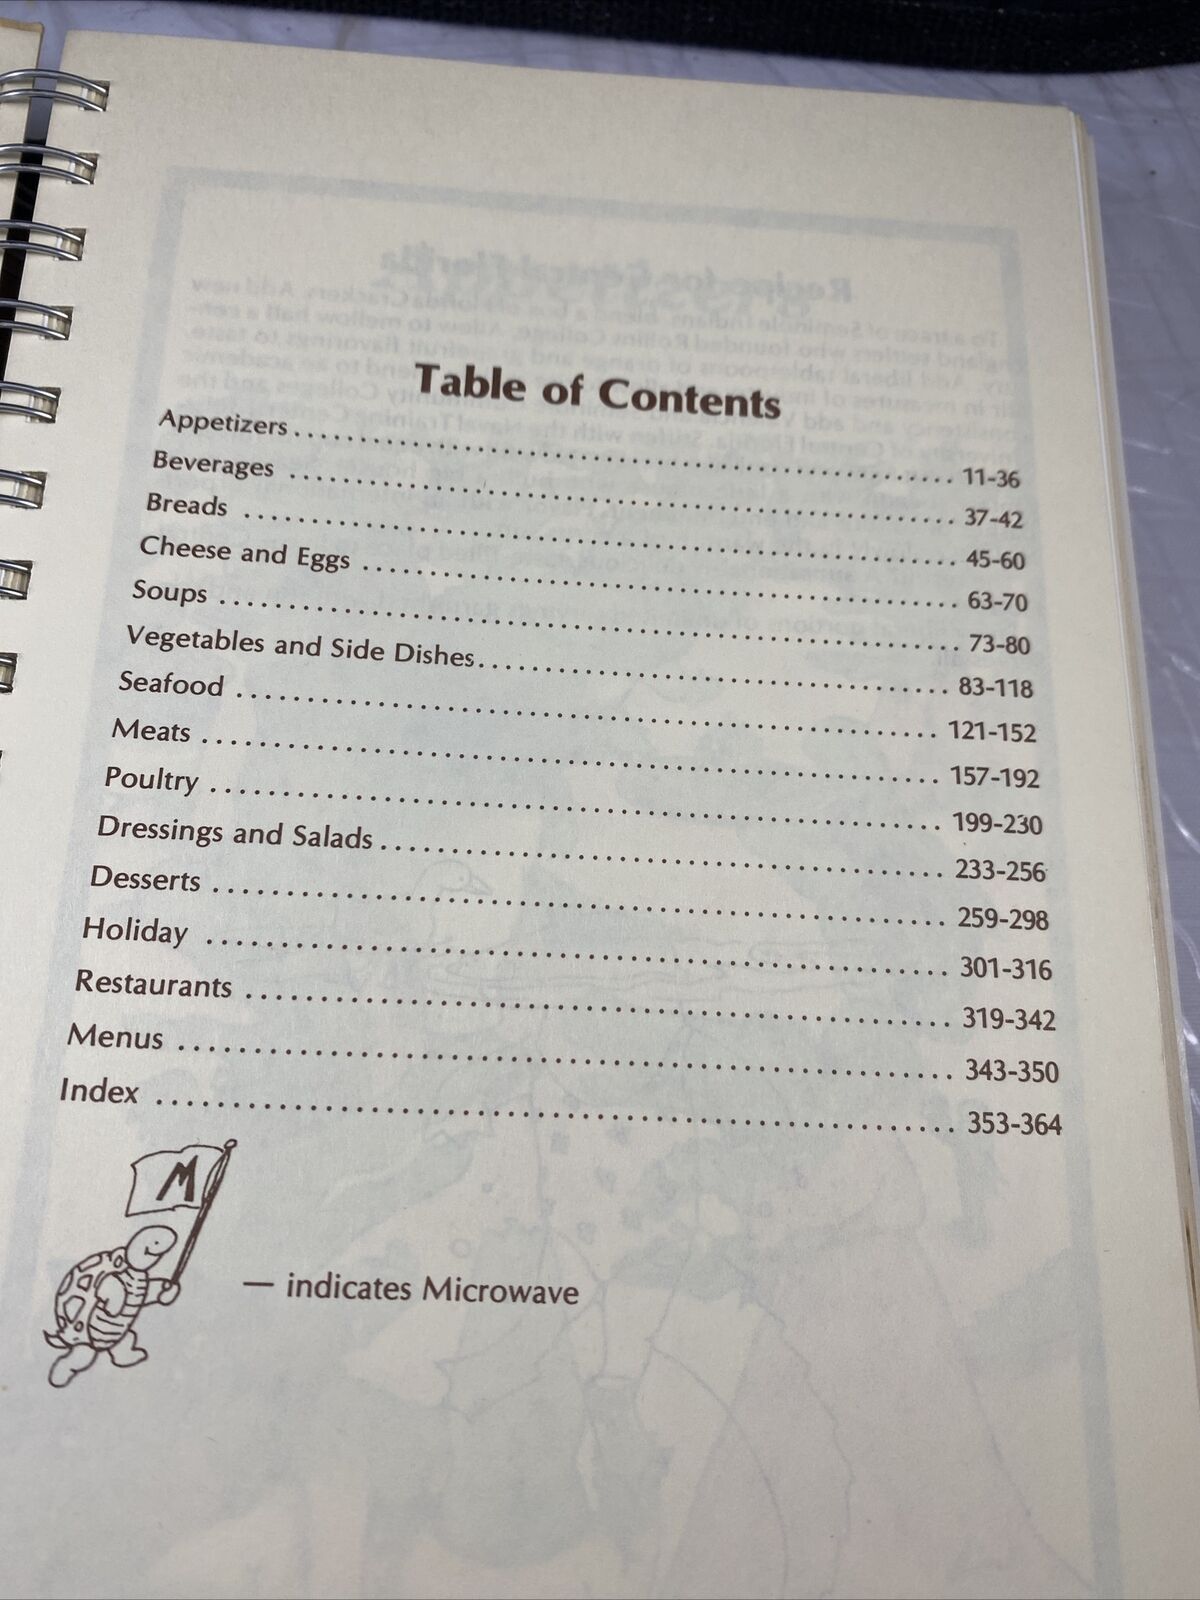 Table of Contents
Appetizers 11-36
Beverages 37-42
Breads 45-60
Cheese and Eggs 63-70
Soups 73-80
Vegetables and Side Dishes 83-118
Seafood 121-152
Meats 157-192
Poultry 199-230
Dressings and Salads 233-256
Desserts 259-298
Holiday 301-316
Restaurants 319-342
Menus 343-350
Index 353-364
M
— indicates Microwave